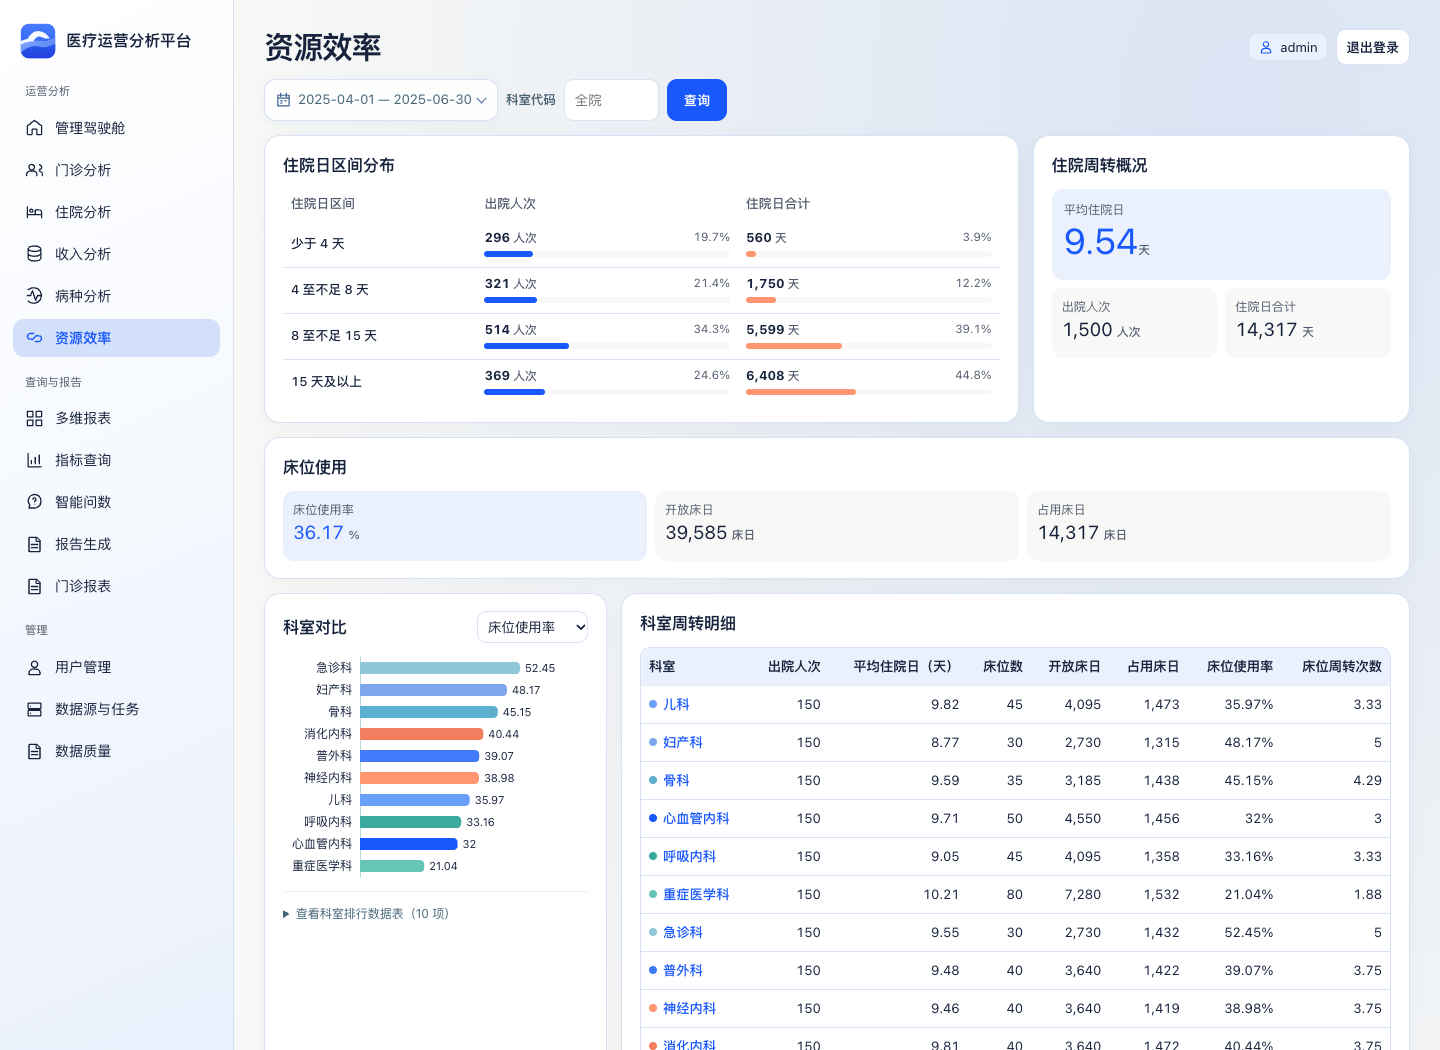 医疗运营分析平台
运营分析
管理驾驶舱
门诊分析
住院分析
收入分析
病种分析
资源效率
查询与报告
多维报表
指标查询
智能问数
报告生成
门诊报表
管理
用户管理
数据源与任务
数据质量
资源效率
admin
退出登录
2025-04-01 — 2025-06-30
科室代码
全院
查询
住院日区间分布
住院日区间 出院人次 住院日合计
少于 4 天 296 人次 19.7% 560 天 3.9%
4 至不足 8 天 321 人次 21.4% 1,750 天 12.2%
8 至不足 15 天 514 人次 34.3% 5,599 天 39.1%
15 天及以上 369 人次 24.6% 6,408 天 44.8%
住院周转概况
平均住院日
9.54天
出院人次
1,500 人次
住院日合计
14,317 天
床位使用
床位使用率
36.17 %
开放床日
39,585 床日
占用床日
14,317 床日
科室对比
床位使用率
急诊科 52.45
妇产科 48.17
骨科 45.15
消化内科 40.44
普外科 39.07
神经内科 38.98
儿科 35.97
呼吸内科 33.16
心血管内科 32
重症医学科 21.04
查看科室排行数据表（10 项）
科室周转明细
科室 出院人次 平均住院日（天） 床位数 开放床日 占用床日 床位使用率 床位周转次数
儿科 150 9.82 45 4,095 1,473 35.97% 3.33
妇产科 150 8.77 30 2,730 1,315 48.17% 5
骨科 150 9.59 35 3,185 1,438 45.15% 4.29
心血管内科 150 9.71 50 4,550 1,456 32% 3
呼吸内科 150 9.05 45 4,095 1,358 33.16% 3.33
重症医学科 150 10.21 80 7,280 1,532 21.04% 1.88
急诊科 150 9.55 30 2,730 1,432 52.45% 5
普外科 150 9.48 40 3,640 1,422 39.07% 3.75
神经内科 150 9.46 40 3,640 1,419 38.98% 3.75
消化内科 150 9.81 40 3,640 1,472 40.44% 3.75